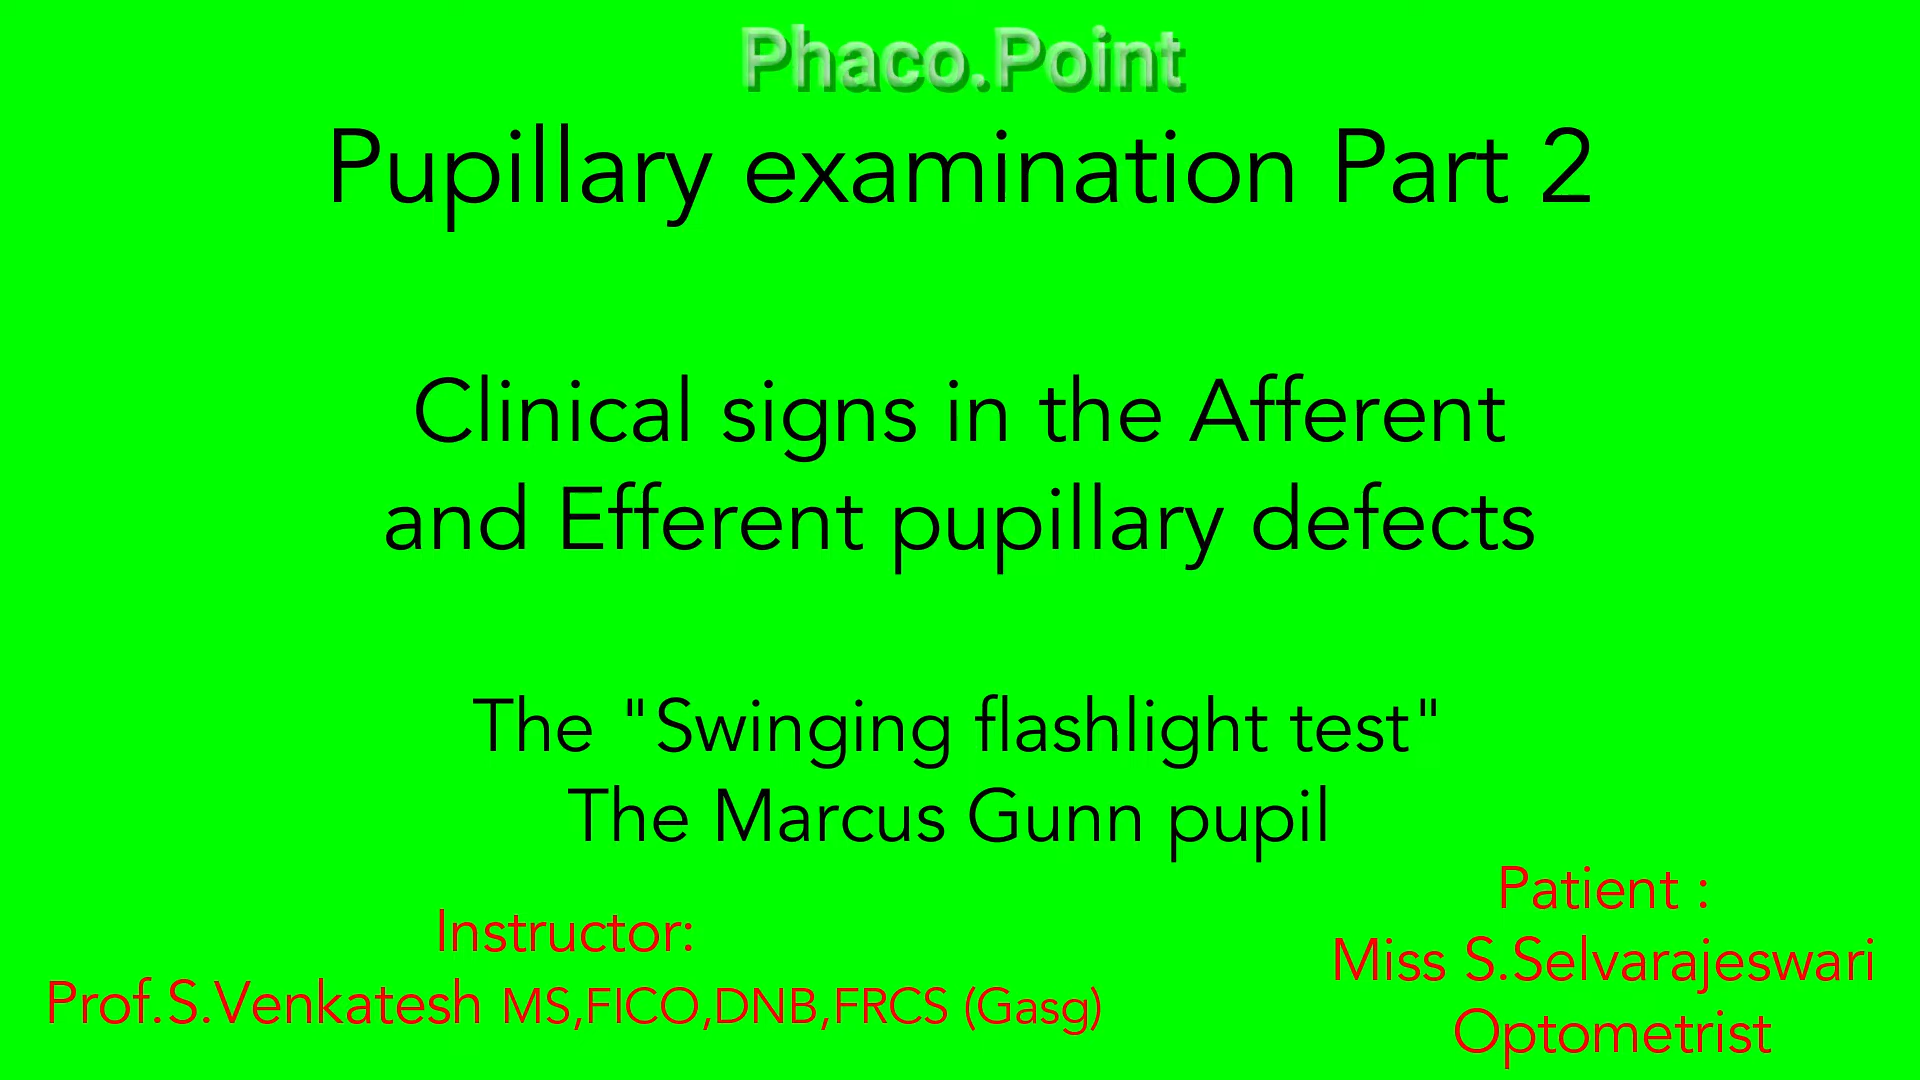 Phaco.Point
Pupillary examination Part 2
Clinical signs in the Afferent
and Efferent pupillary defects
The "Swinging flashlight test"
The Marcus Gunn pupil
Instructor:
Prof.S.Venkatesh MS,FICO,DNB,FRCS (Gasg)
Patient :
Miss S.Selvarajeswari
Optometrist